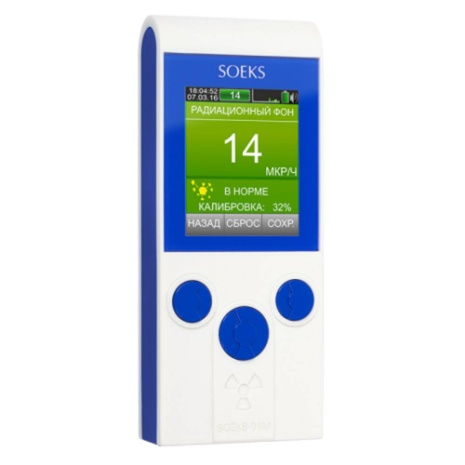 SOEKS
18:04:52
14
07.03.16
РАДИАЦИОННЫЙ ФОН
14
МКР/Ч
В НОРМЕ
КАЛИБРОВКА: 32%
НАЗАД СБРОС СОХР.